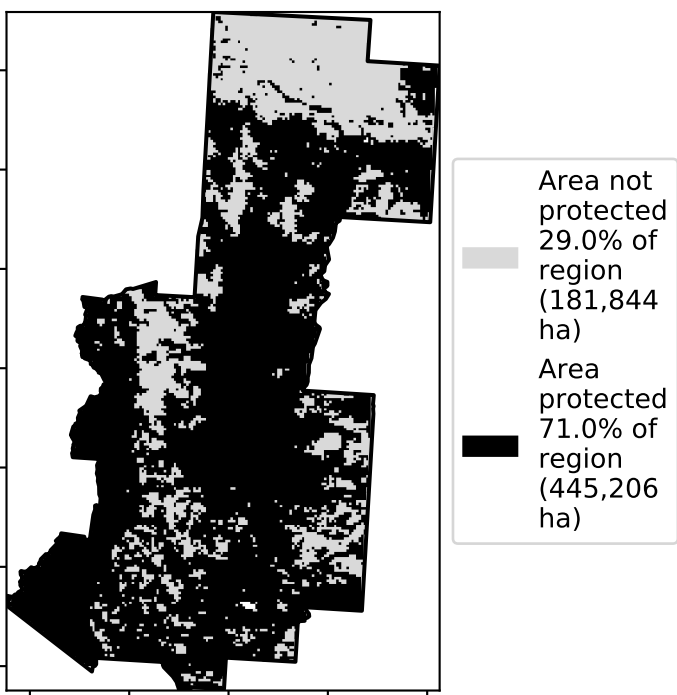 Area not
protected
29.0% of
region
(181,844
ha)
Area
protected
71.0% of
region
(445,206
ha)